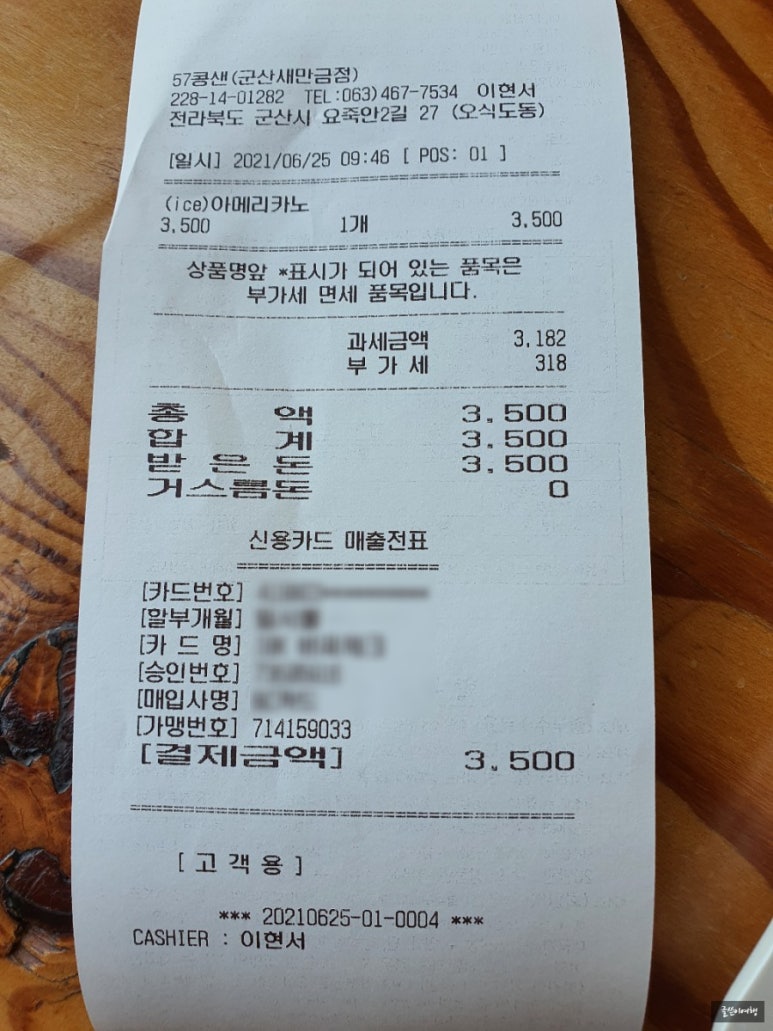 57콩샌(군산새만금점)
228-14-01282 TEL:063)467-7534 이현서
전라북도 군산시 요죽안2길 27 (오식도동)
[일시] 2021/06/25 09:46 [ POS: 01 ]
(ice)아메리카노
3,500 1개 3,500
상품명앞 *표시가 되어 있는 품목은
부가세 면세 품목입니다.
과세금액 3,182
부 가 세 318
총 액 3,500
합 계 3,500
받 은 돈 3,500
거스름돈 0
신용카드 매출전표
[카드번호]
[할부개월]
[카 드 명]
[승인번호]
[매입사명]
[가맹번호] 714159033
[결제금액] 3,500
[ 고 객 용 ]
*** 20210625-01-0004 ***
CASHIER : 이현서